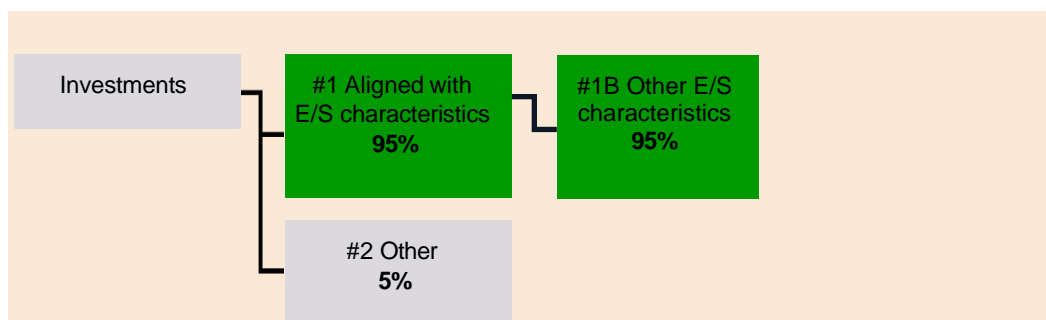 Investments
#1 Aligned with
E/S characteristics
95%
#1B Other E/S
characteristics
95%
#2 Other
5%